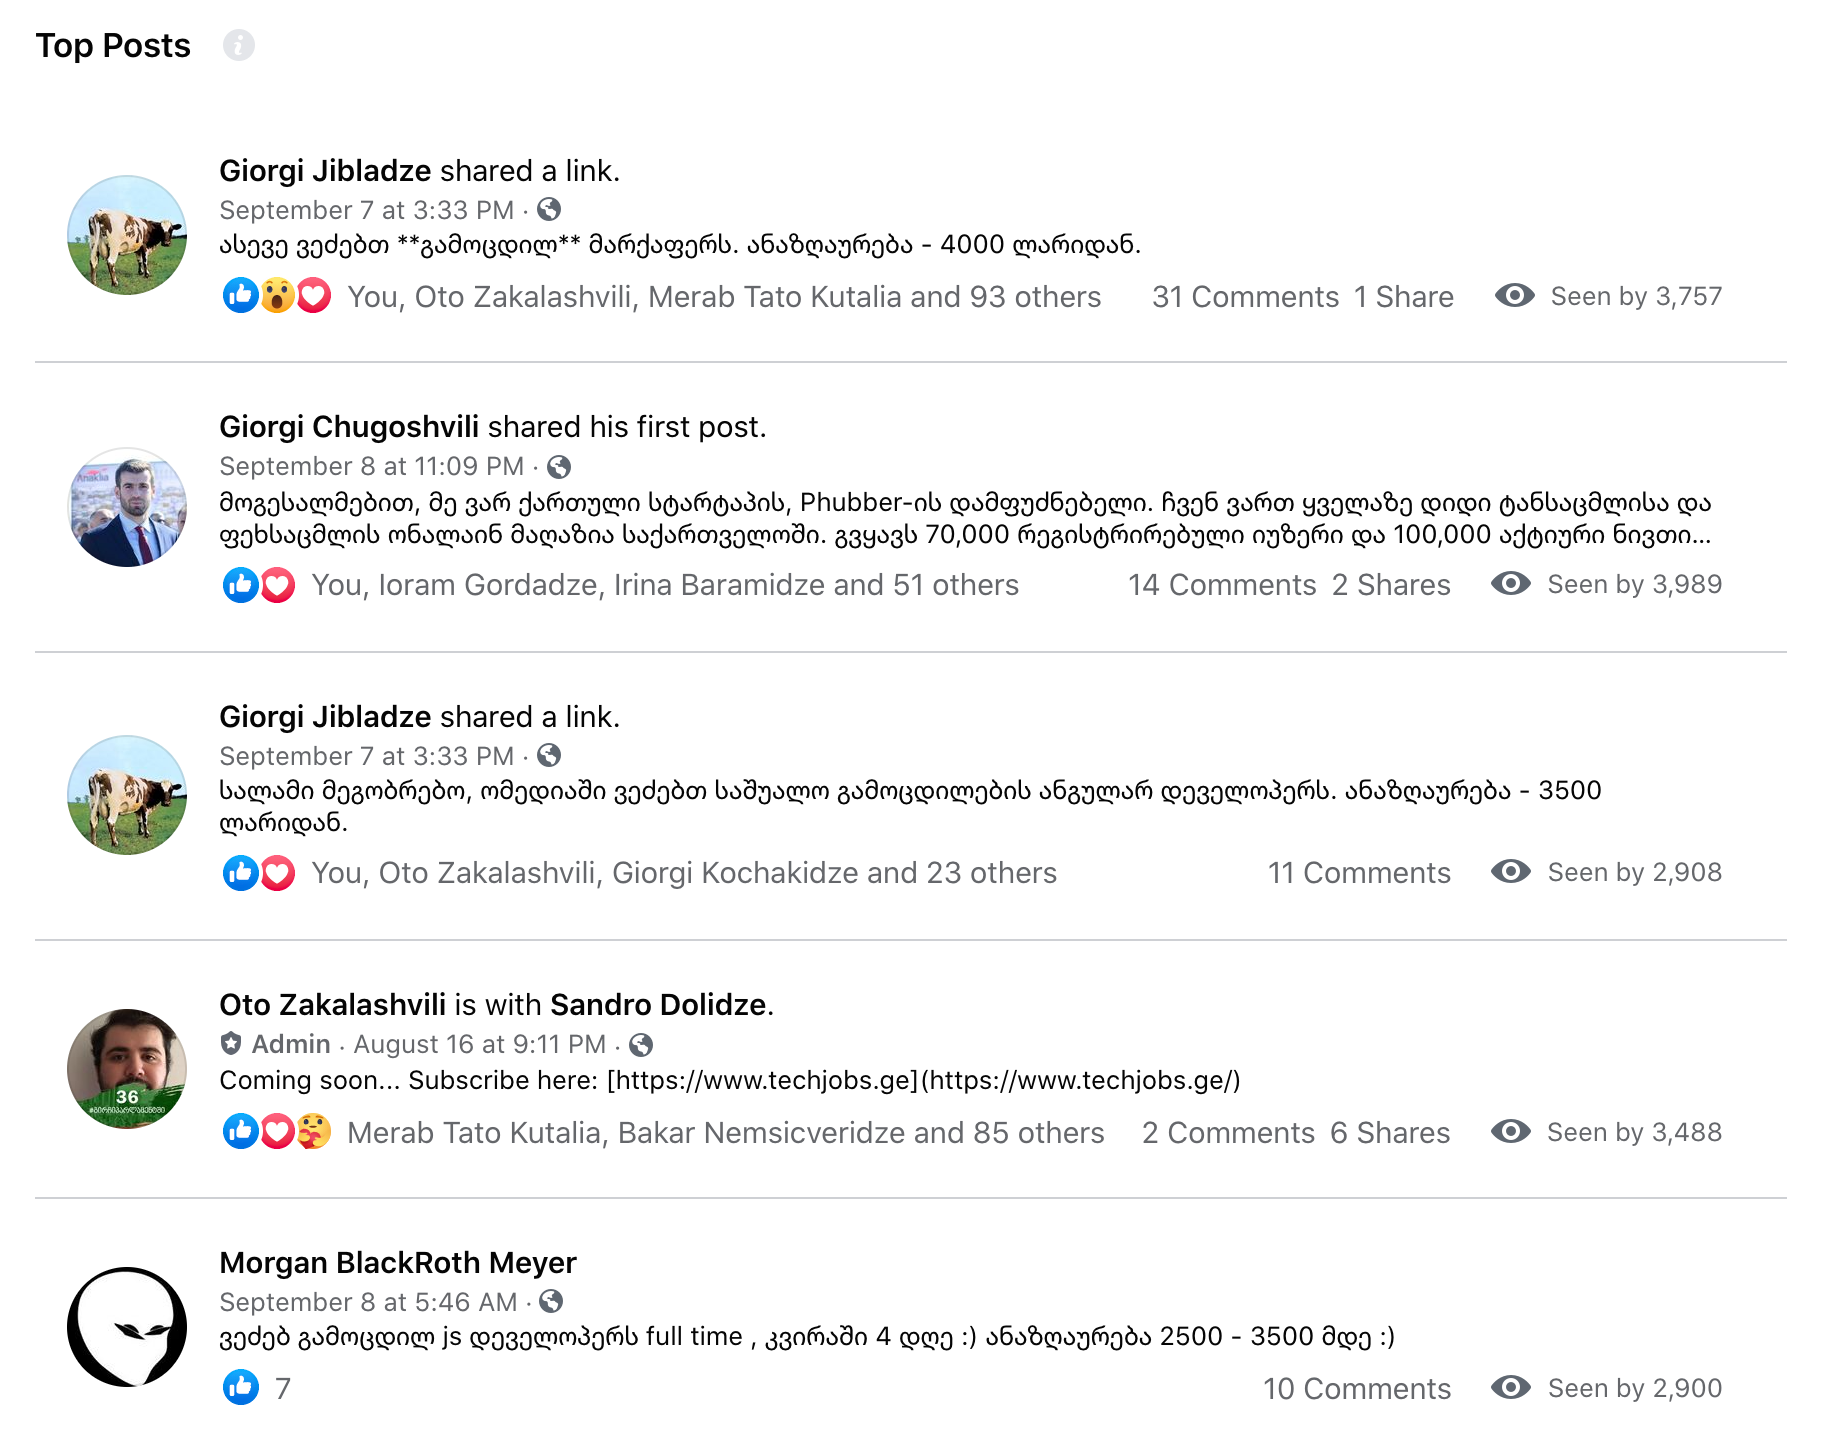 Top Posts
Giorgi Jibladze shared a link.
September 7 at 3:33 PM ·
ასევე ვეძებთ **გამოცდილ** მარქაფერს. ანაზღაურება - 4000 ლარიდან.
You, Oto Zakalashvili, Merab Tato Kutalia and 93 others 31 Comments 1 Share Seen by 3,757
Giorgi Chugoshvili shared his first post.
September 8 at 11:09 PM ·
მოგესალმებით, მე ვარ ქართული სტარტაპის, Phubber-ის დამფუძნებელი. ჩვენ ვართ ყველაზე დიდი ტანსაცმლისა და
ფეხსაცმლის ონალაინ მაღაზია საქართველოში. გვყავს 70,000 რეგისტრირებული იუზერი და 100,000 აქტიური ნივთი...
You, Ioram Gordadze, Irina Baramidze and 51 others 14 Comments 2 Shares Seen by 3,989
Giorgi Jibladze shared a link.
September 7 at 3:33 PM ·
სალამი მეგობრებო, ომედიაში ვეძებთ საშუალო გამოცდილების ანგულარ დეველოპერს. ანაზღაურება - 3500
ლარიდან.
You, Oto Zakalashvili, Giorgi Kochakidze and 23 others 11 Comments Seen by 2,908
Oto Zakalashvili is with Sandro Dolidze.
Admin · August 16 at 9:11 PM ·
Coming soon... Subscribe here: [https://www.techjobs.ge](https://www.techjobs.ge/)
36
Merab Tato Kutalia, Bakar Nemsicveridze and 85 others 2 Comments 6 Shares Seen by 3,488
Morgan BlackRoth Meyer
September 8 at 5:46 AM ·
ვეძებ გამოცდილ js დეველოპერს full time , კვირაში 4 დღე :) ანაზღაურება 2500 - 3500 მდე :)
7 10 Comments Seen by 2,900